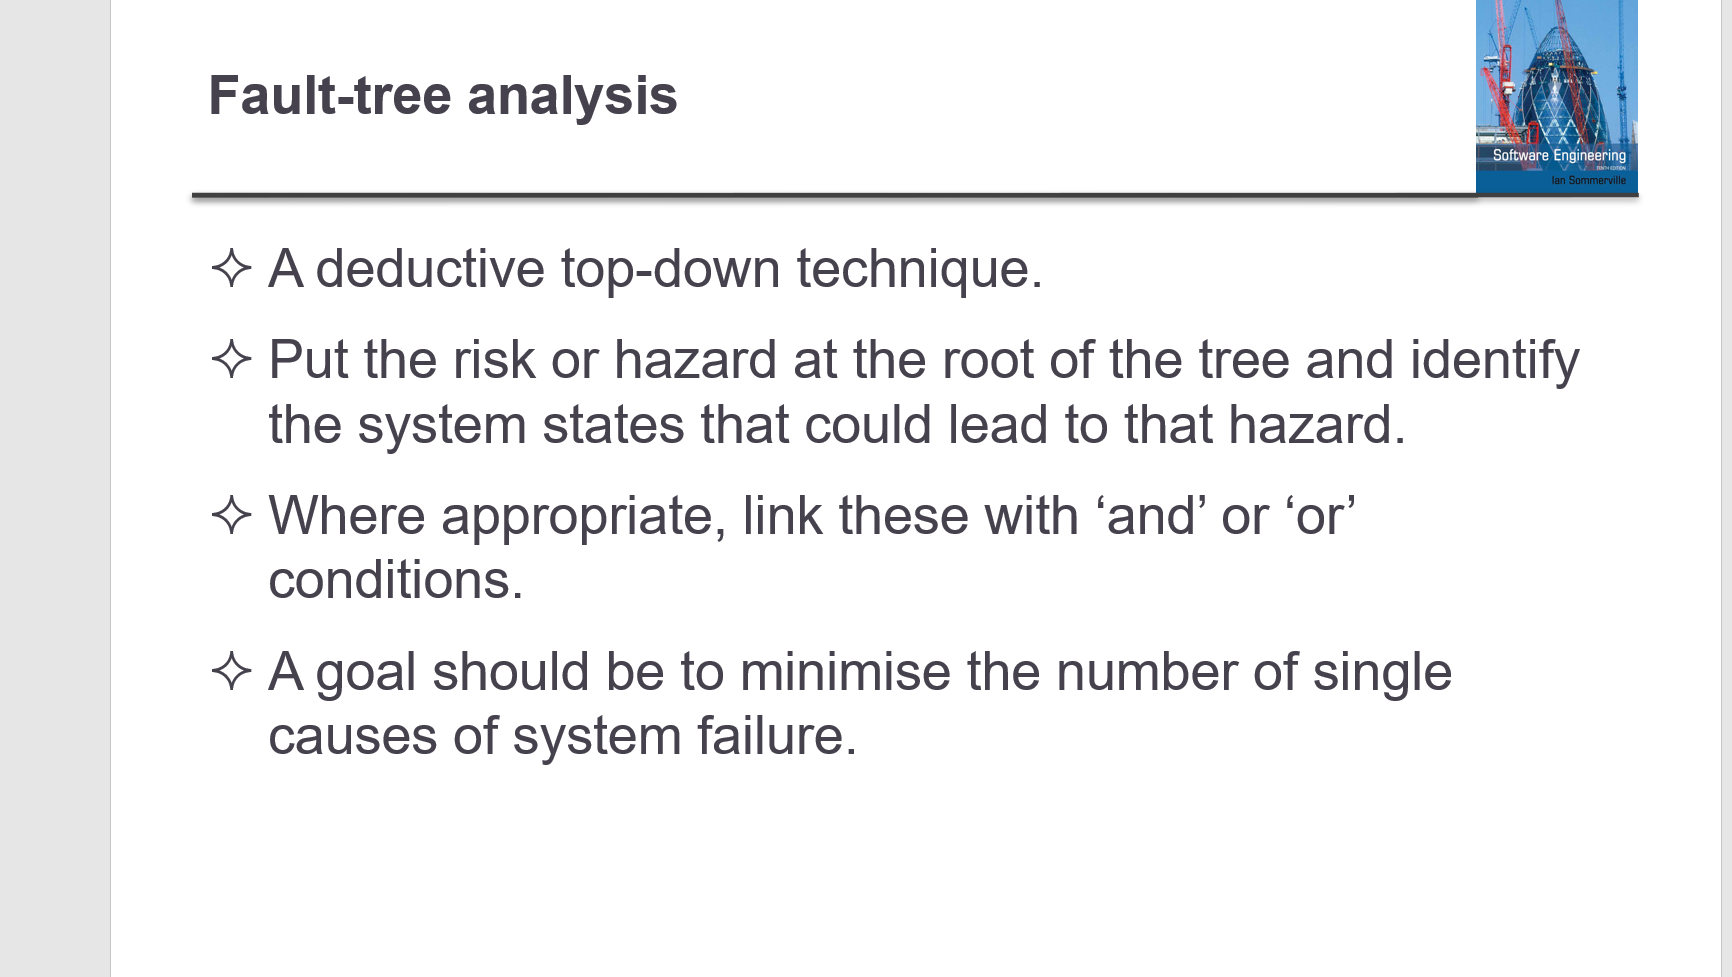 Fault-tree analysis
Software Engineering
TENTH EDITION
Ian Sommerville
✧ A deductive top-down technique.
✧ Put the risk or hazard at the root of the tree and identify
the system states that could lead to that hazard.
✧ Where appropriate, link these with ‘and’ or ‘or’
conditions.
✧ A goal should be to minimise the number of single
causes of system failure.